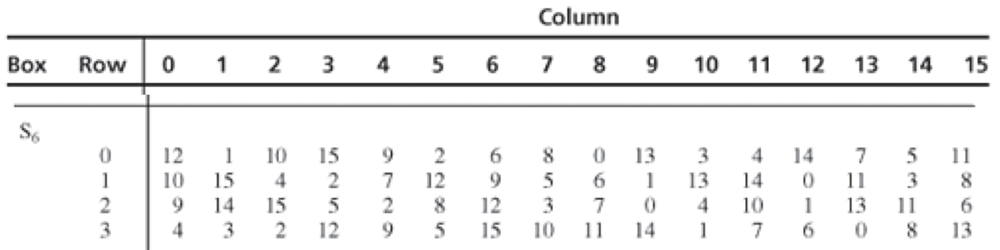 Column
Box Row 0 1 2 3 4 5 6 7 8 9 10 11 12 13 14 15
S₆
0 12 1 10 15 9 2 6 8 0 13 3 4 14 7 5 11
1 10 15 4 2 7 12 9 5 6 1 13 14 0 11 3 8
2 9 14 15 5 2 8 12 3 7 0 4 10 1 13 11 6
3 4 3 2 12 9 5 15 10 11 14 1 7 6 0 8 13